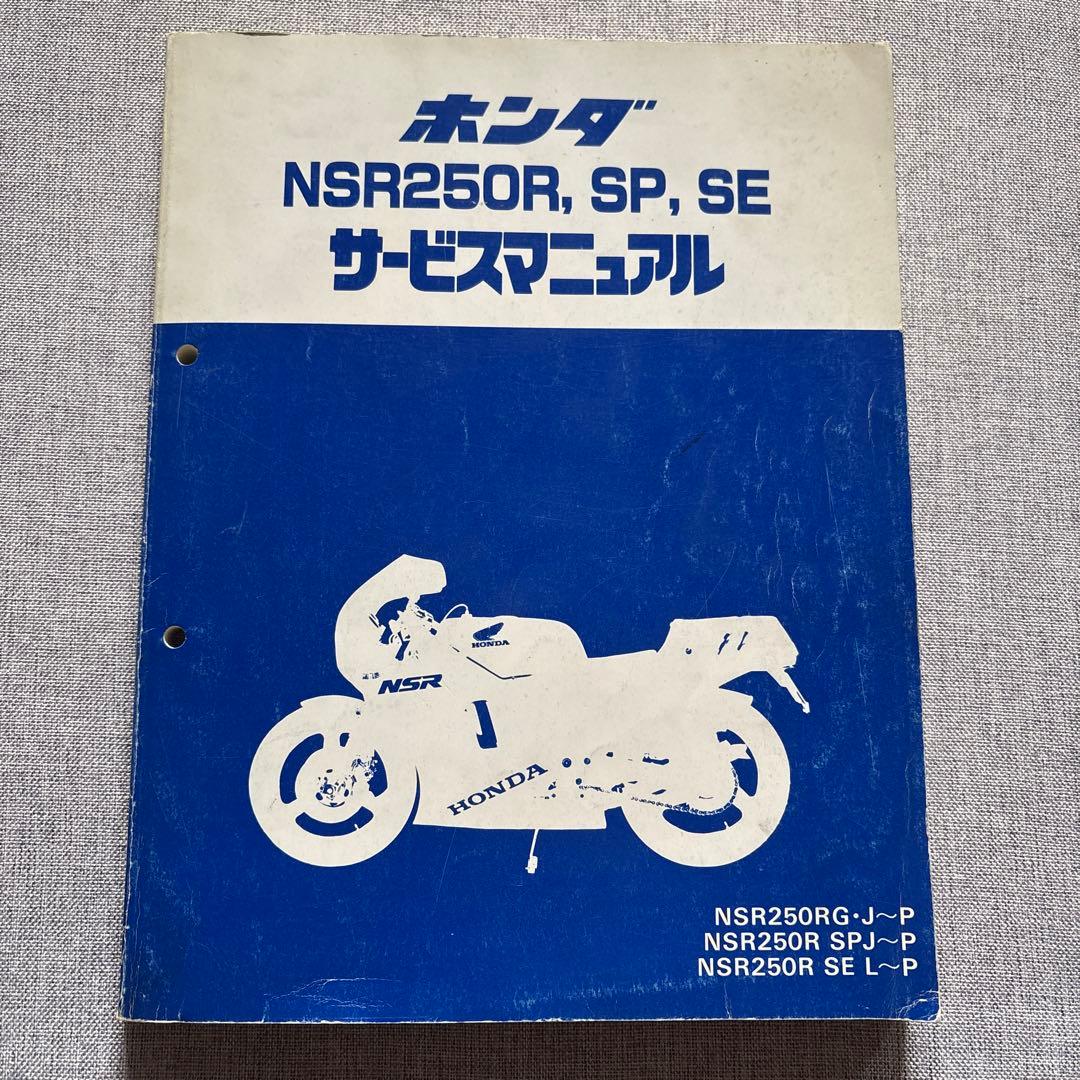 ホンダ
NSR250R, SP, SE
サービスマニュアル
HONDA
NSR
HONDA
NSR250RG・J～P
NSR250R SPJ～P
NSR250R SE L～P